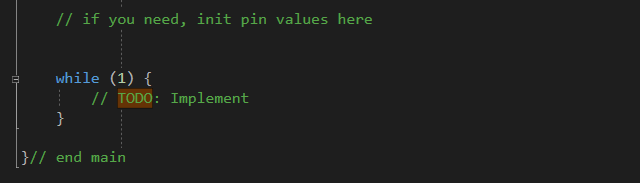 // if you need, init pin values here
while (1) {
// TODO: Implement
}
}// end main